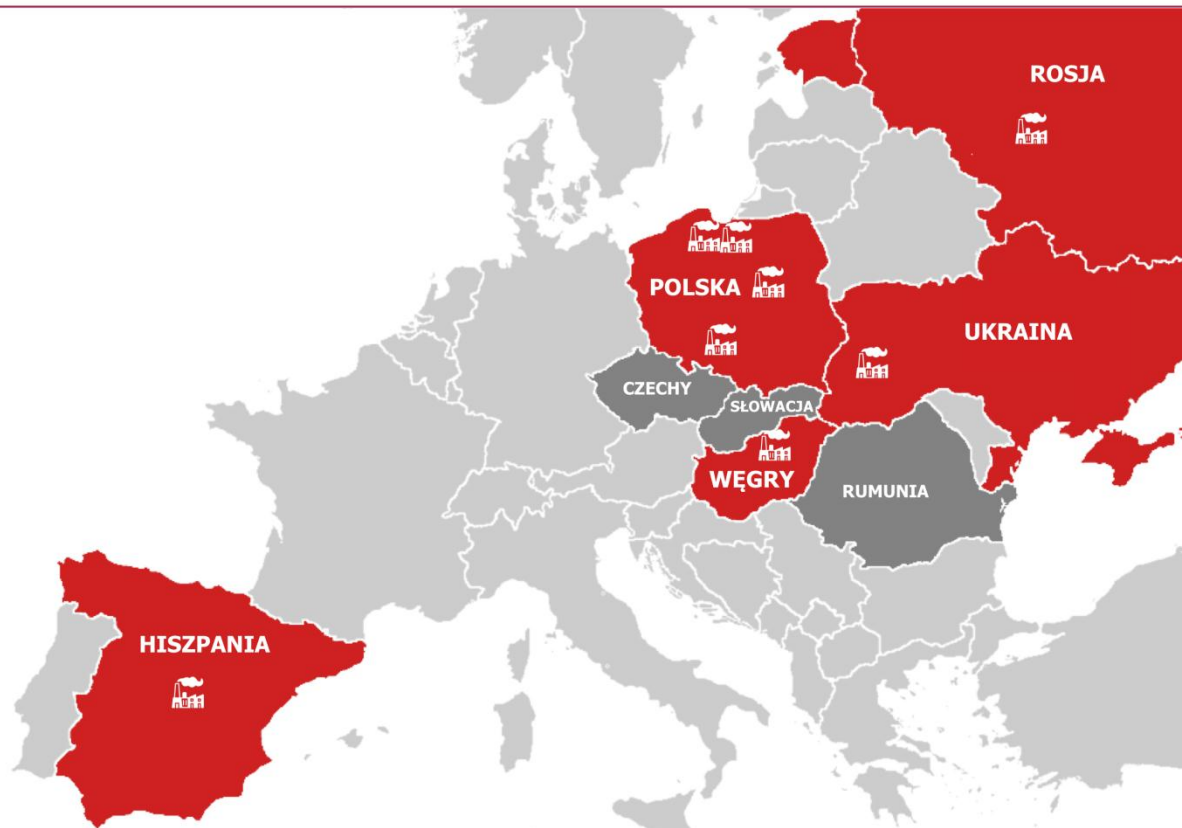 ROSJA
POLSKA
UKRAINA
CZECHY
SŁOWACJA
WĘGRY
RUMUNIA
HISZPANIA